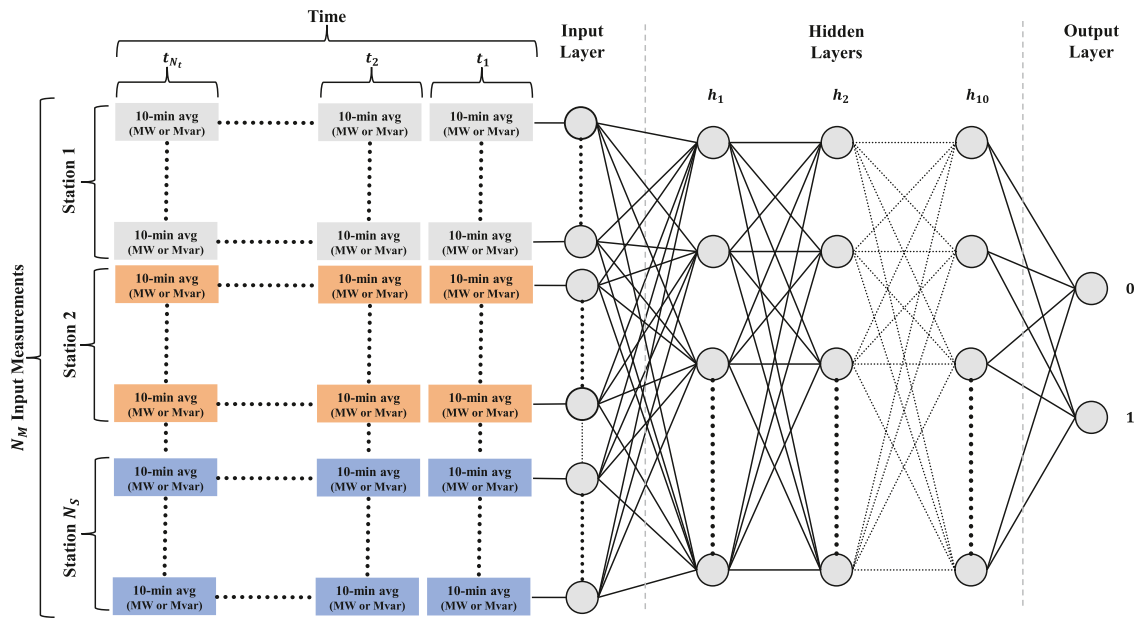 Time
Input
Layer
Hidden
Layers
Output
Layer
t_{N_t}
t_2
t_1
h_1
h_2
h_{10}
N_M Input Measurements
Station 1
10-min avg
(MW or Mvar)
10-min avg
(MW or Mvar)
10-min avg
(MW or Mvar)
10-min avg
(MW or Mvar)
10-min avg
(MW or Mvar)
10-min avg
(MW or Mvar)
Station 2
10-min avg
(MW or Mvar)
10-min avg
(MW or Mvar)
10-min avg
(MW or Mvar)
10-min avg
(MW or Mvar)
10-min avg
(MW or Mvar)
10-min avg
(MW or Mvar)
Station N_S
10-min avg
(MW or Mvar)
10-min avg
(MW or Mvar)
10-min avg
(MW or Mvar)
10-min avg
(MW or Mvar)
10-min avg
(MW or Mvar)
10-min avg
(MW or Mvar)
0
1